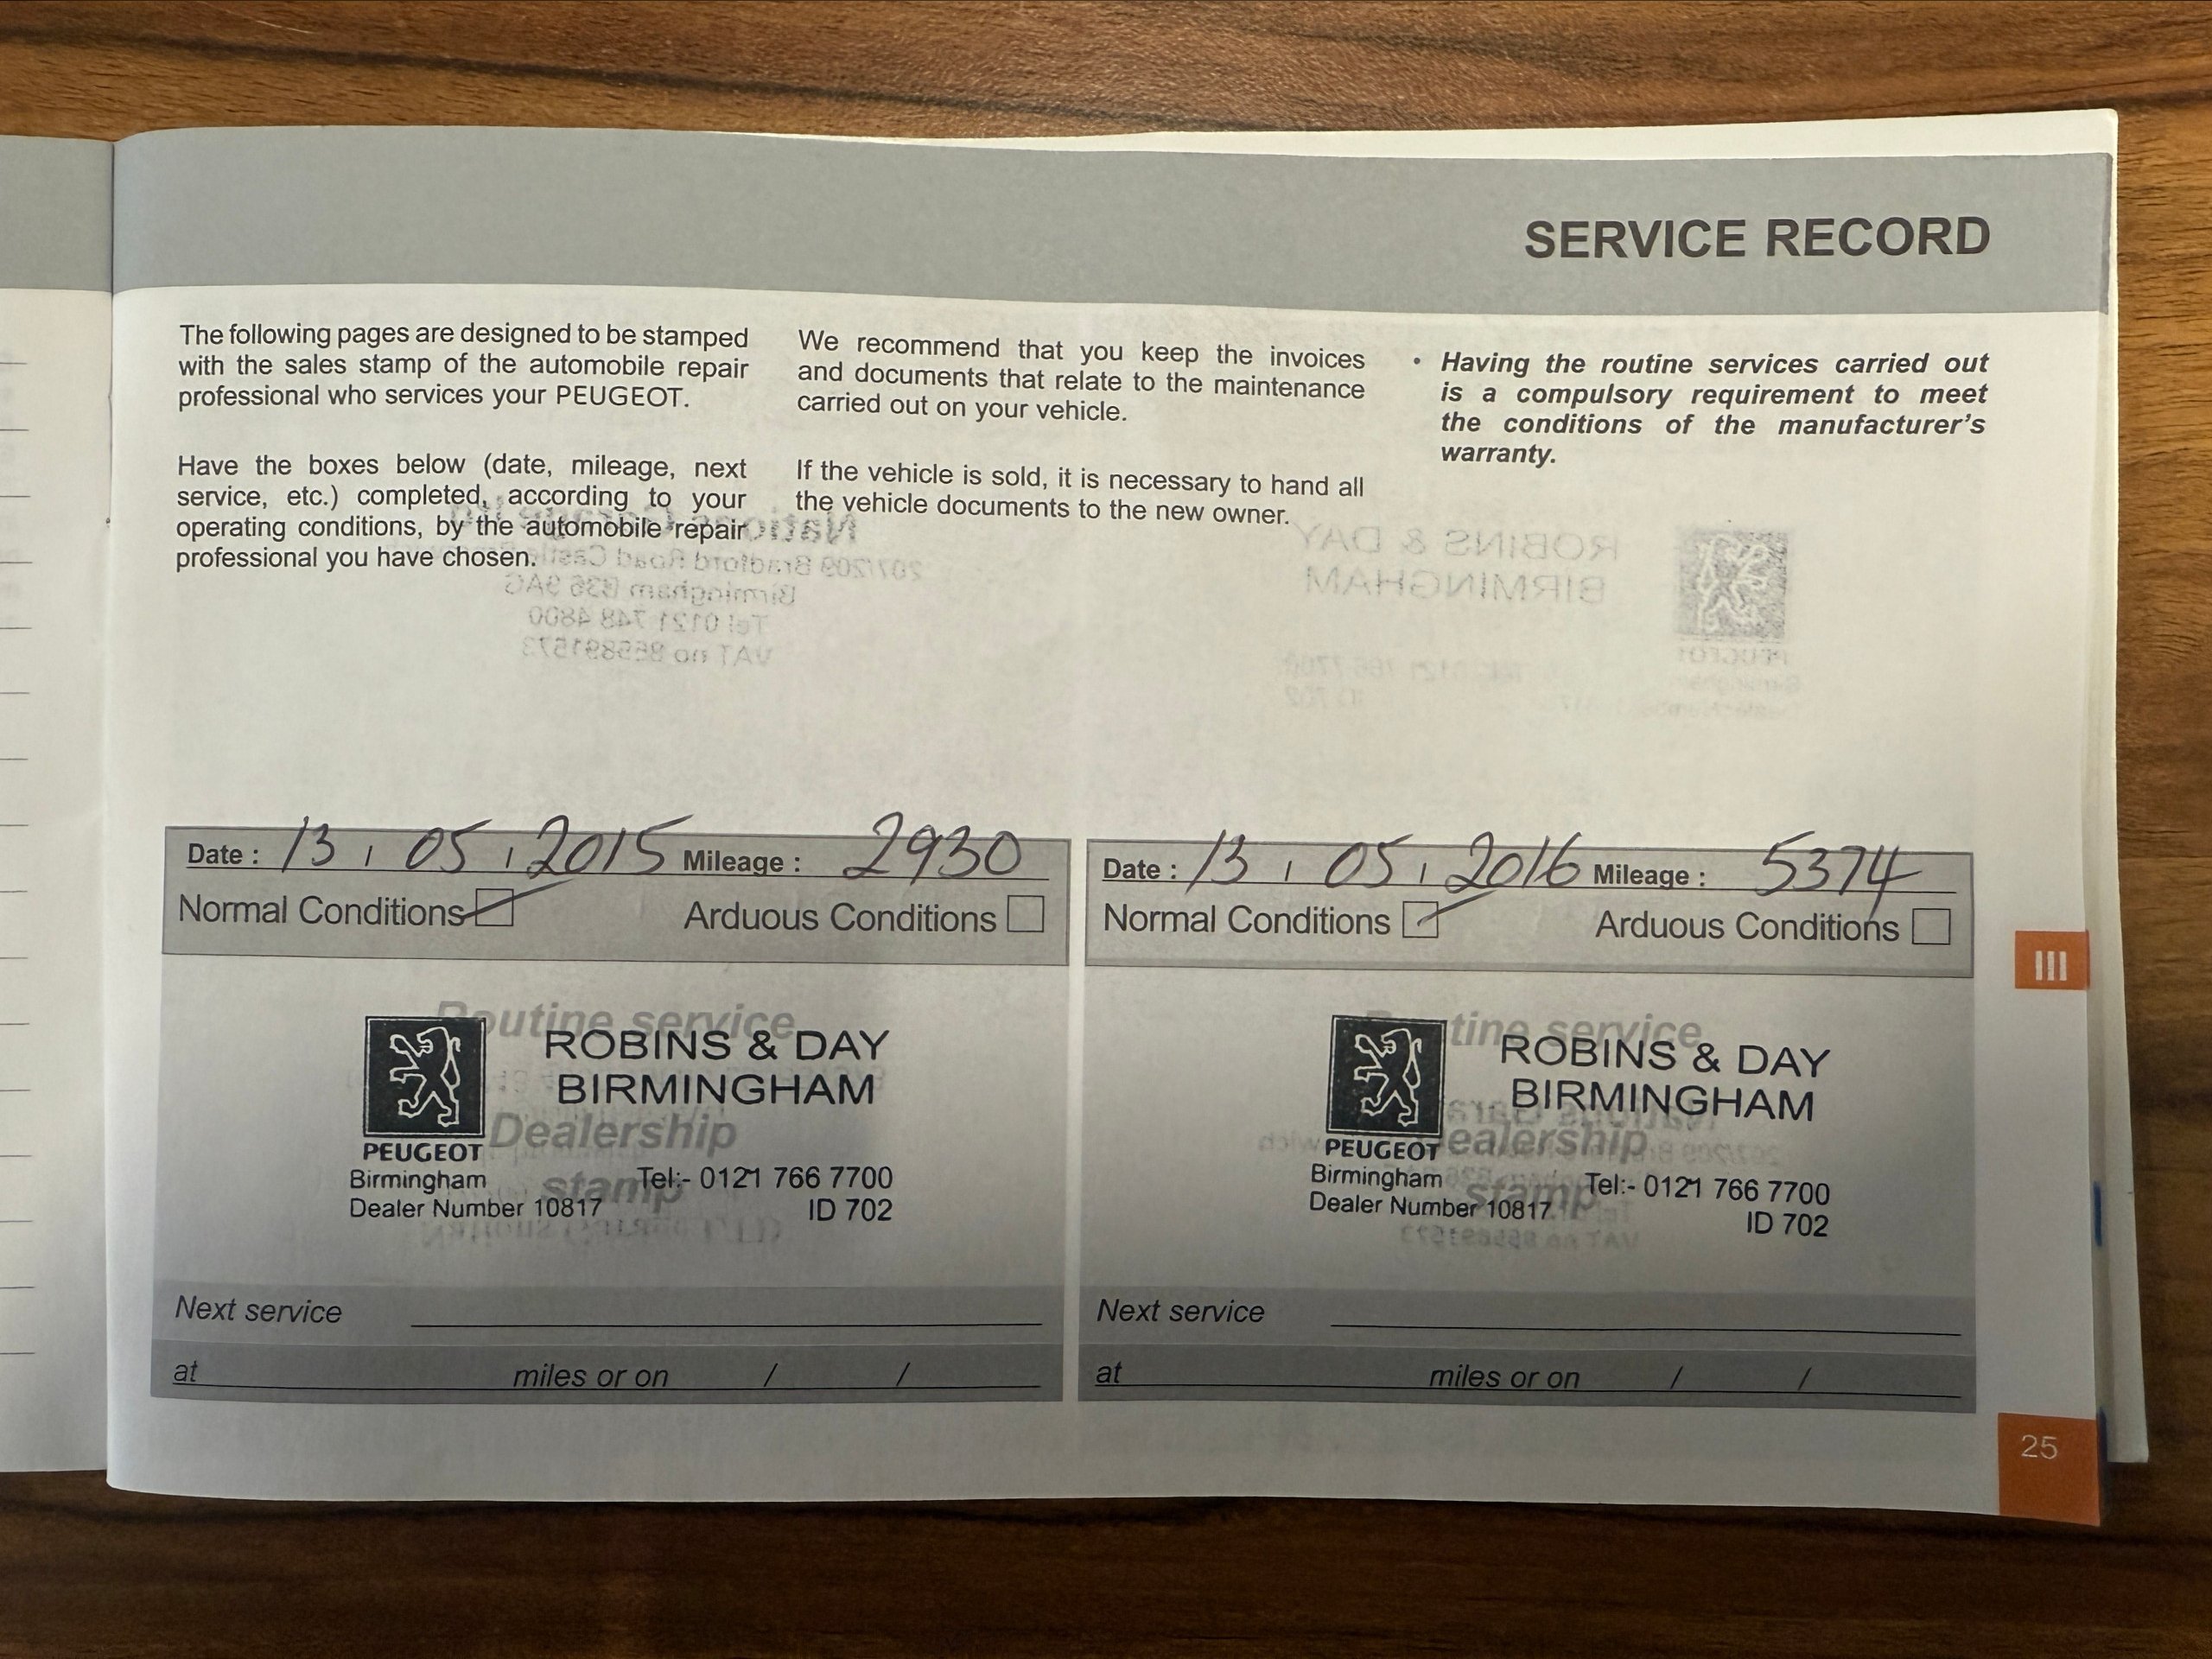 SERVICE RECORD
The following pages are designed to be stamped
with the sales stamp of the automobile repair
professional who services your PEUGEOT.
Have the boxes below (date, mileage, next
service, etc.) completed, according to your
operating conditions, by the automobile repair
professional you have chosen.
We recommend that you keep the invoices
and documents that relate to the maintenance
carried out on your vehicle.
If the vehicle is sold, it is necessary to hand all
the vehicle documents to the new owner.
• Having the routine services carried out
is a compulsory requirement to meet
the conditions of the manufacturer's
warranty.
Date : 13 / 05 / 2015 Mileage : 2930
Normal Conditions Arduous Conditions
Routine service
Dealership
stamp
ROBINS & DAY
BIRMINGHAM
PEUGEOT
Birmingham Tel:- 0121 766 7700
Dealer Number 10817 ID 702
Next service
at miles or on / /
Date : 13 / 05 / 2016 Mileage : 5374
Normal Conditions Arduous Conditions
Routine service
Dealership
stamp
ROBINS & DAY
BIRMINGHAM
PEUGEOT
Birmingham Tel:- 0121 766 7700
Dealer Number 10817 ID 702
Next service
at miles or on / /
III
25